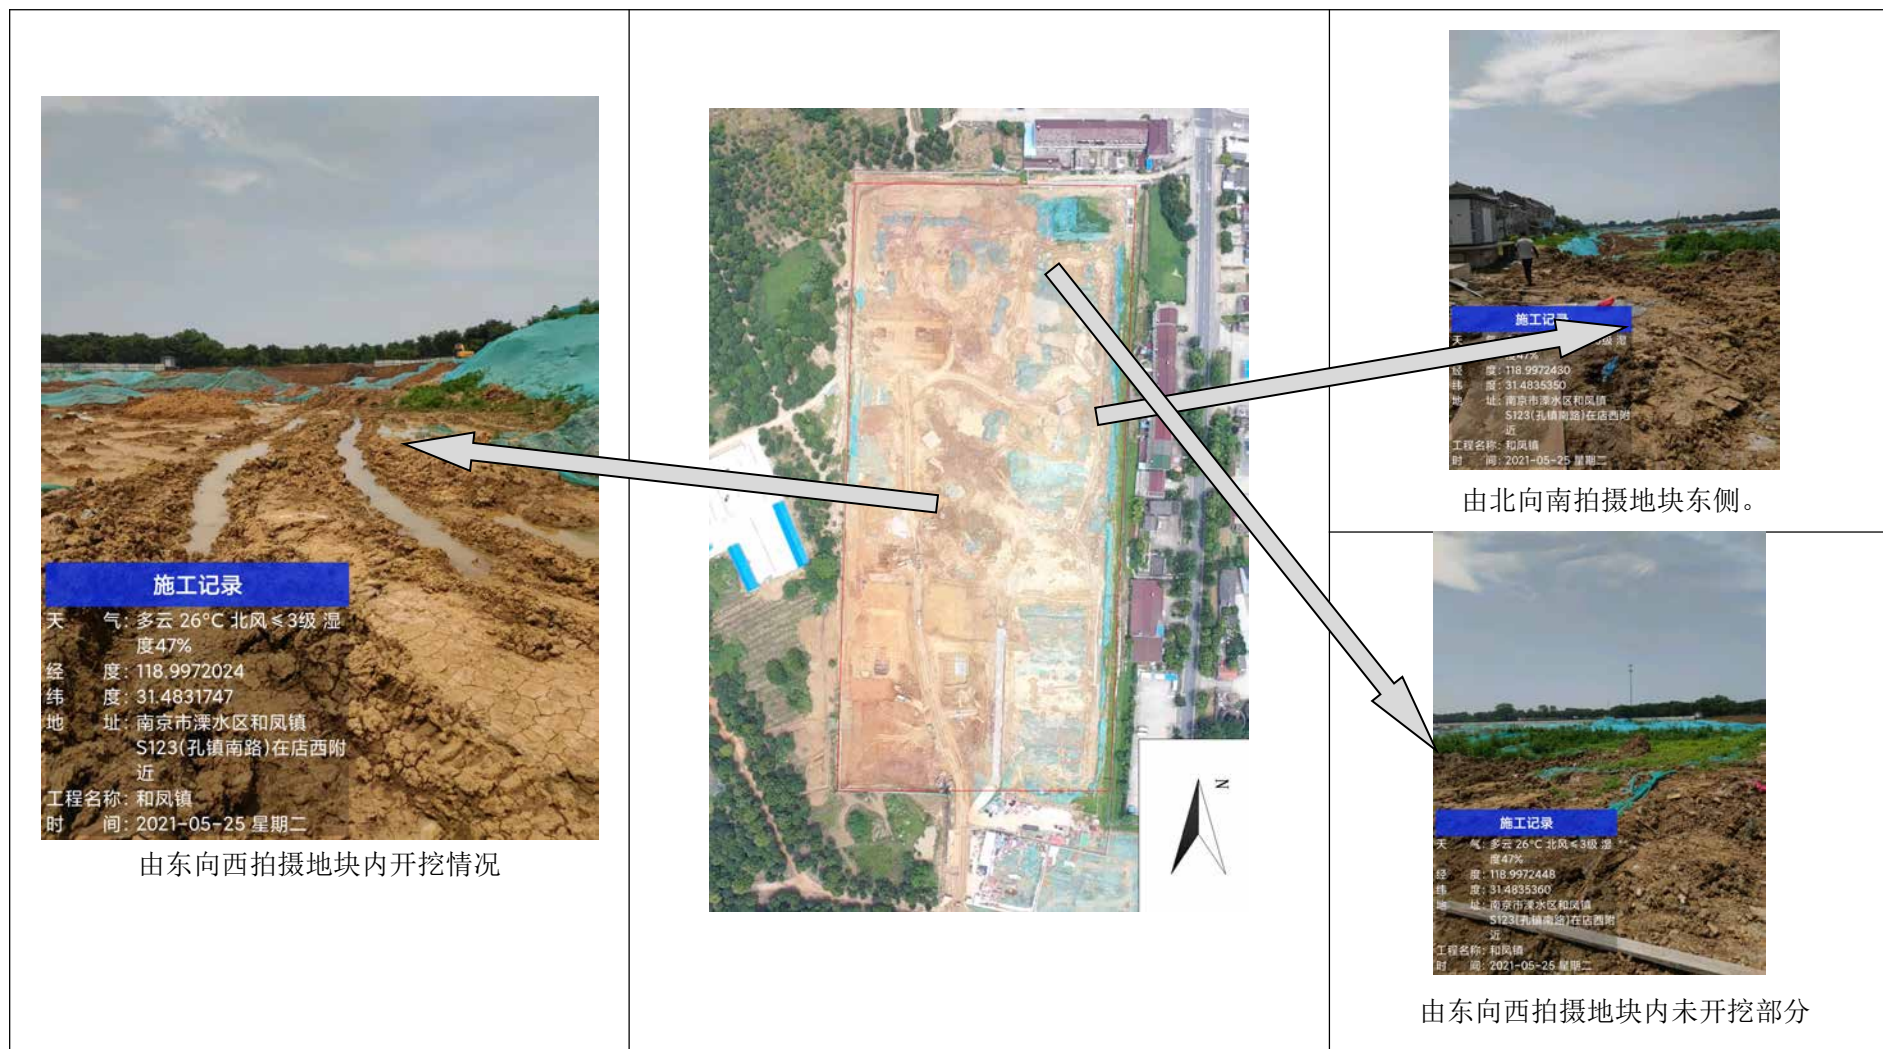 施工记录
天 气: 多云 26°C 北风≤3级 湿
度47%
经 度: 118.9972024
纬 度: 31.4831747
地 址: 南京市溧水区和凤镇
S123(孔镇南路)在店西附
近
工程名称: 和凤镇
时 间: 2021-05-25 星期二
由东向西拍摄地块内开挖情况
N
施工记
天
级 湿
度47%
经 度: 118.9972430
纬 度: 31.4835350
地 址: 南京市溧水区和凤镇
S123(孔镇南路)在店西附
近
工程名称: 和凤镇
时 间: 2021-05-25 星期二
由北向南拍摄地块东侧。
施工记录
天 气: 多云 26°C 北风≤3级 湿
度47%
经 度: 118.9972448
纬 度: 31.4835360
地 址: 南京市溧水区和凤镇
S123(孔镇南路)在店西附
近
工程名称: 和凤镇
时 间: 2021-05-25 星期二
由东向西拍摄地块内未开挖部分